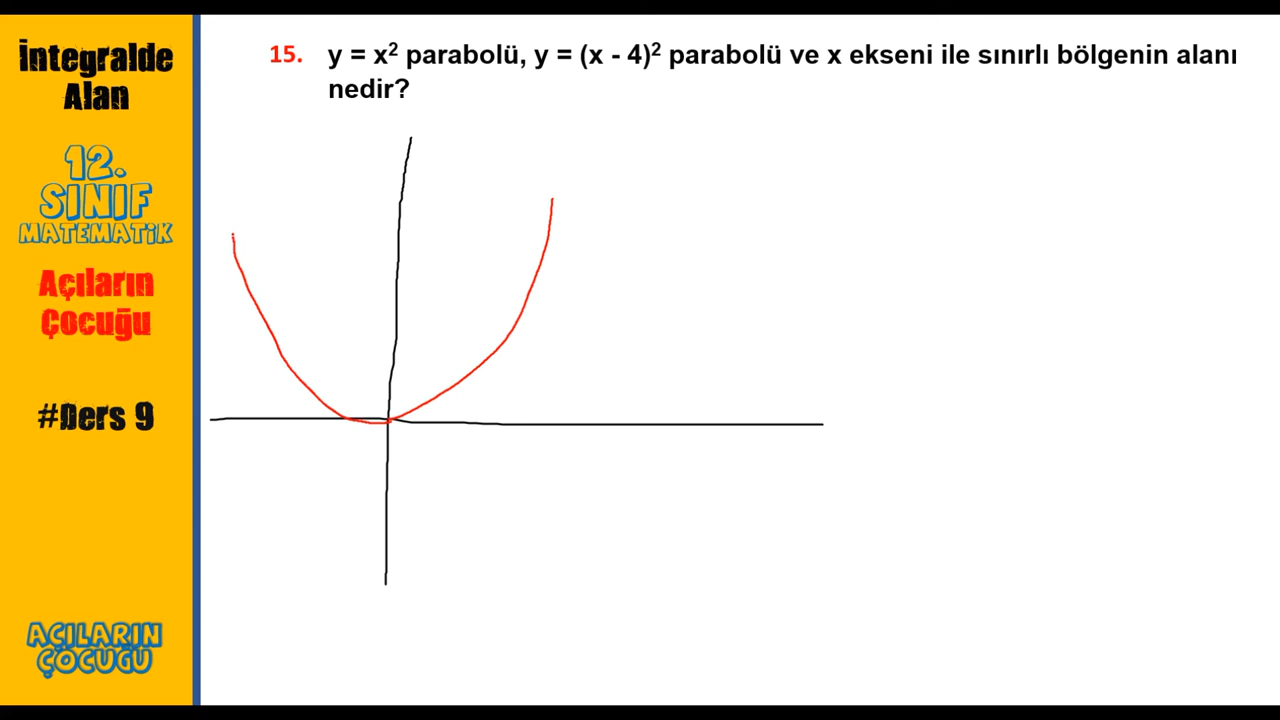 İntegralde
Alan
12.
SINIF
MATEMATİK
Açıların
Çocuğu
#Ders 9
AÇILARIN
ÇOCUĞU
15. y = x² parabolü, y = (x - 4)² parabolü ve x ekseni ile sınırlı bölgenin alanı
nedir?